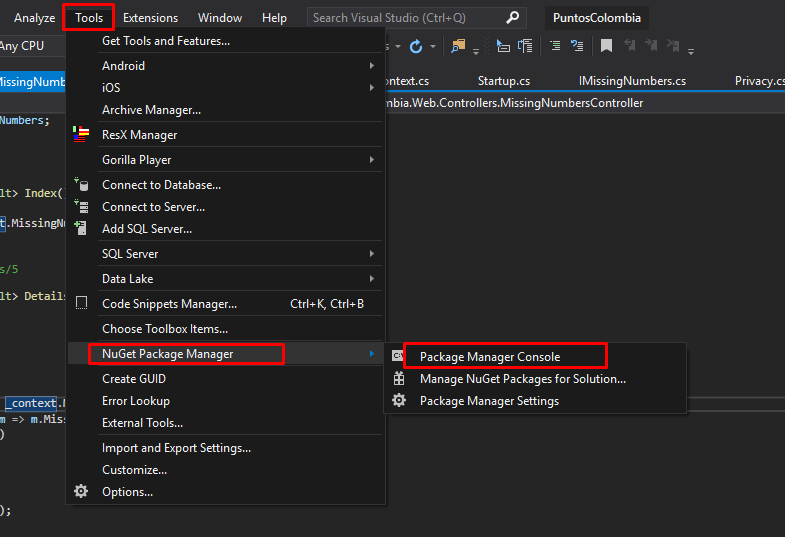 Analyze Tools Extensions Window Help Search Visual Studio (Ctrl+Q) PuntosColombia
Any CPU
MissingNumb ontext.cs Startup.cs IMissingNumbers.cs Privacy.cs
mbia.Web.Controllers.MissingNumbersController
Get Tools and Features...
Android
iOS
Archive Manager...
ResX Manager
Gorilla Player
Connect to Database...
Connect to Server...
Add SQL Server...
SQL Server
Data Lake
Code Snippets Manager... Ctrl+K, Ctrl+B
Choose Toolbox Items...
NuGet Package Manager
Create GUID
Error Lookup
External Tools...
Import and Export Settings...
Customize...
Options...
Package Manager Console
Manage NuGet Packages for Solution...
Package Manager Settings
Numbers;
lt> Index(
t.MissingNu
s/5
lt> Details
_context.
m => m.Miss
)
);